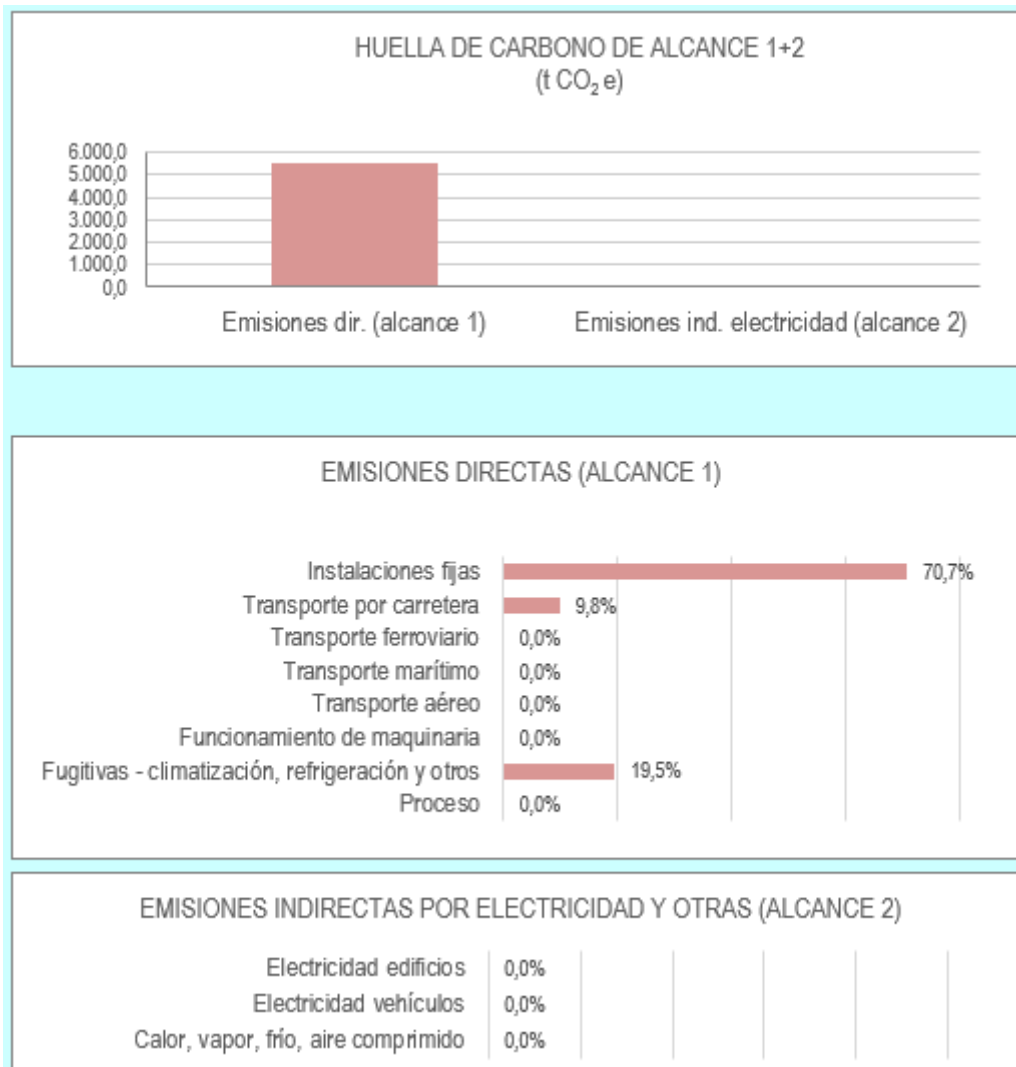 HUELLA DE CARBONO DE ALCANCE 1+2
(t CO₂ e)
6.000,0
5.000,0
4.000,0
3.000,0
2.000,0
1.000,0
0,0
Emisiones dir. (alcance 1) Emisiones ind. electricidad (alcance 2)
EMISIONES DIRECTAS (ALCANCE 1)
Instalaciones fijas 70,7%
Transporte por carretera 9,8%
Transporte ferroviario 0,0%
Transporte marítimo 0,0%
Transporte aéreo 0,0%
Funcionamiento de maquinaria 0,0%
Fugitivas - climatización, refrigeración y otros 19,5%
Proceso 0,0%
EMISIONES INDIRECTAS POR ELECTRICIDAD Y OTRAS (ALCANCE 2)
Electricidad edificios 0,0%
Electricidad vehículos 0,0%
Calor, vapor, frío, aire comprimido 0,0%